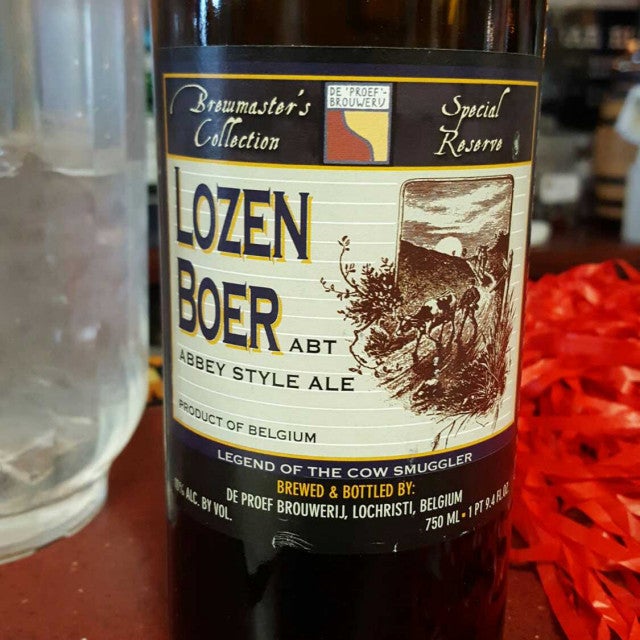 Brewmaster's
Collection
DE 'PROEF'-
BROUWERIJ
Special
Reserve
LOZEN
BOER ABT
ABBEY STYLE ALE
PRODUCT OF BELGIUM
LEGEND OF THE COW SMUGGLER
BREWED & BOTTLED BY:
10% ALC. BY VOL. DE PROEF BROUWERIJ, LOCHRISTI, BELGIUM
750 ML • 1 PT 9.4 FL